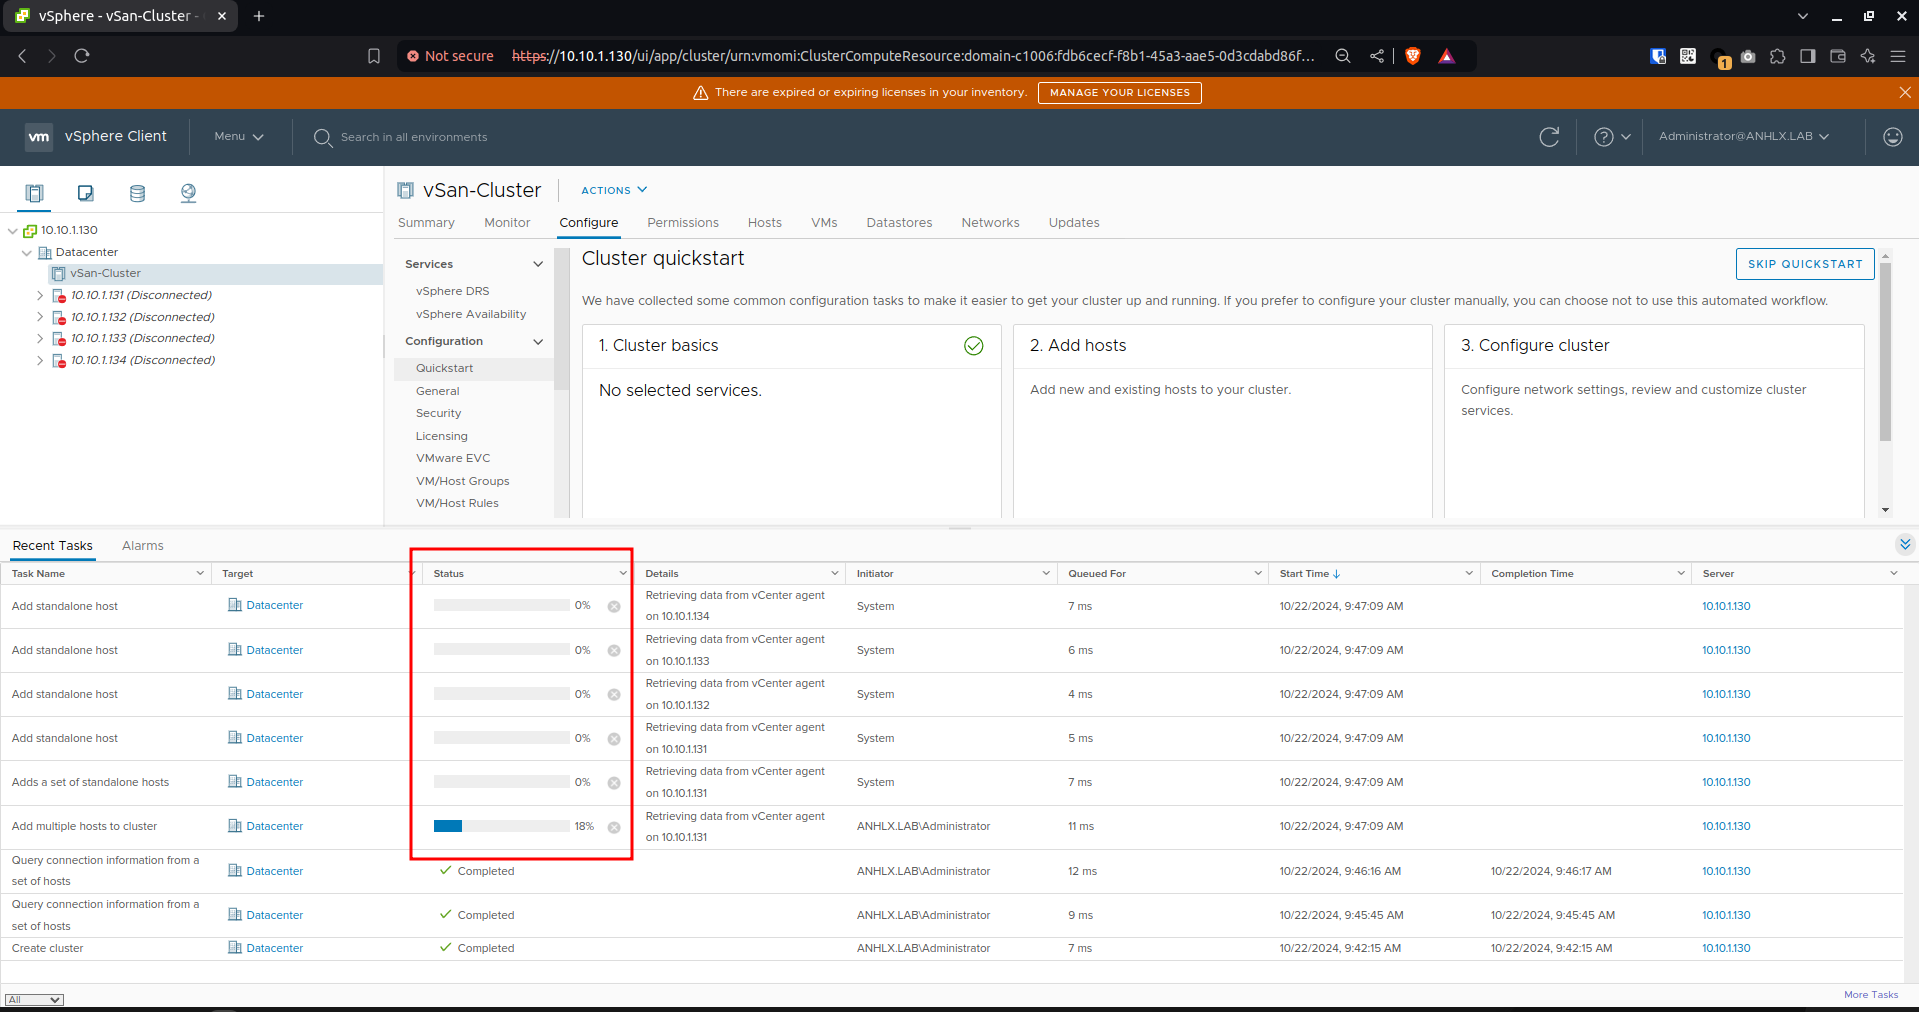 vSphere - vSan-Cluster -
Not secure https://10.10.1.130/ui/app/cluster/urn:vmomi:ClusterComputeResource:domain-c1006:fdb6cecf-f8b1-45a3-aae5-0d3cdabd86f...
1
There are expired or expiring licenses in your inventory. MANAGE YOUR LICENSES
vm vSphere Client Menu Search in all environments Administrator@ANHLX.LAB
10.10.1.130
Datacenter
vSan-Cluster
10.10.1.131 (Disconnected)
10.10.1.132 (Disconnected)
10.10.1.133 (Disconnected)
10.10.1.134 (Disconnected)
vSan-Cluster ACTIONS
Summary Monitor Configure Permissions Hosts VMs Datastores Networks Updates
Services
vSphere DRS
vSphere Availability
Configuration
Quickstart
General
Security
Licensing
VMware EVC
VM/Host Groups
VM/Host Rules
Cluster quickstart
SKIP QUICKSTART
We have collected some common configuration tasks to make it easier to get your cluster up and running. If you prefer to configure your cluster manually, you can choose not to use this automated workflow.
1. Cluster basics
No selected services.
2. Add hosts
Add new and existing hosts to your cluster.
3. Configure cluster
Configure network settings, review and customize cluster
services.
Recent Tasks Alarms
Task Name Target Status Details Initiator Queued For Start Time Completion Time Server
Add standalone host Datacenter 0% Retrieving data from vCenter agent
on 10.10.1.134 System 7 ms 10/22/2024, 9:47:09 AM 10.10.1.130
Add standalone host Datacenter 0% Retrieving data from vCenter agent
on 10.10.1.133 System 6 ms 10/22/2024, 9:47:09 AM 10.10.1.130
Add standalone host Datacenter 0% Retrieving data from vCenter agent
on 10.10.1.132 System 4 ms 10/22/2024, 9:47:09 AM 10.10.1.130
Add standalone host Datacenter 0% Retrieving data from vCenter agent
on 10.10.1.131 System 5 ms 10/22/2024, 9:47:09 AM 10.10.1.130
Adds a set of standalone hosts Datacenter 0% Retrieving data from vCenter agent
on 10.10.1.131 System 7 ms 10/22/2024, 9:47:09 AM 10.10.1.130
Add multiple hosts to cluster Datacenter 18% Retrieving data from vCenter agent
on 10.10.1.131 ANHLX.LAB\Administrator 11 ms 10/22/2024, 9:47:09 AM 10.10.1.130
Query connection information from a
set of hosts Datacenter Completed ANHLX.LAB\Administrator 12 ms 10/22/2024, 9:46:16 AM 10/22/2024, 9:46:17 AM 10.10.1.130
Query connection information from a
set of hosts Datacenter Completed ANHLX.LAB\Administrator 9 ms 10/22/2024, 9:45:45 AM 10/22/2024, 9:45:45 AM 10.10.1.130
Create cluster Datacenter Completed ANHLX.LAB\Administrator 7 ms 10/22/2024, 9:42:15 AM 10/22/2024, 9:42:15 AM 10.10.1.130
All More Tasks